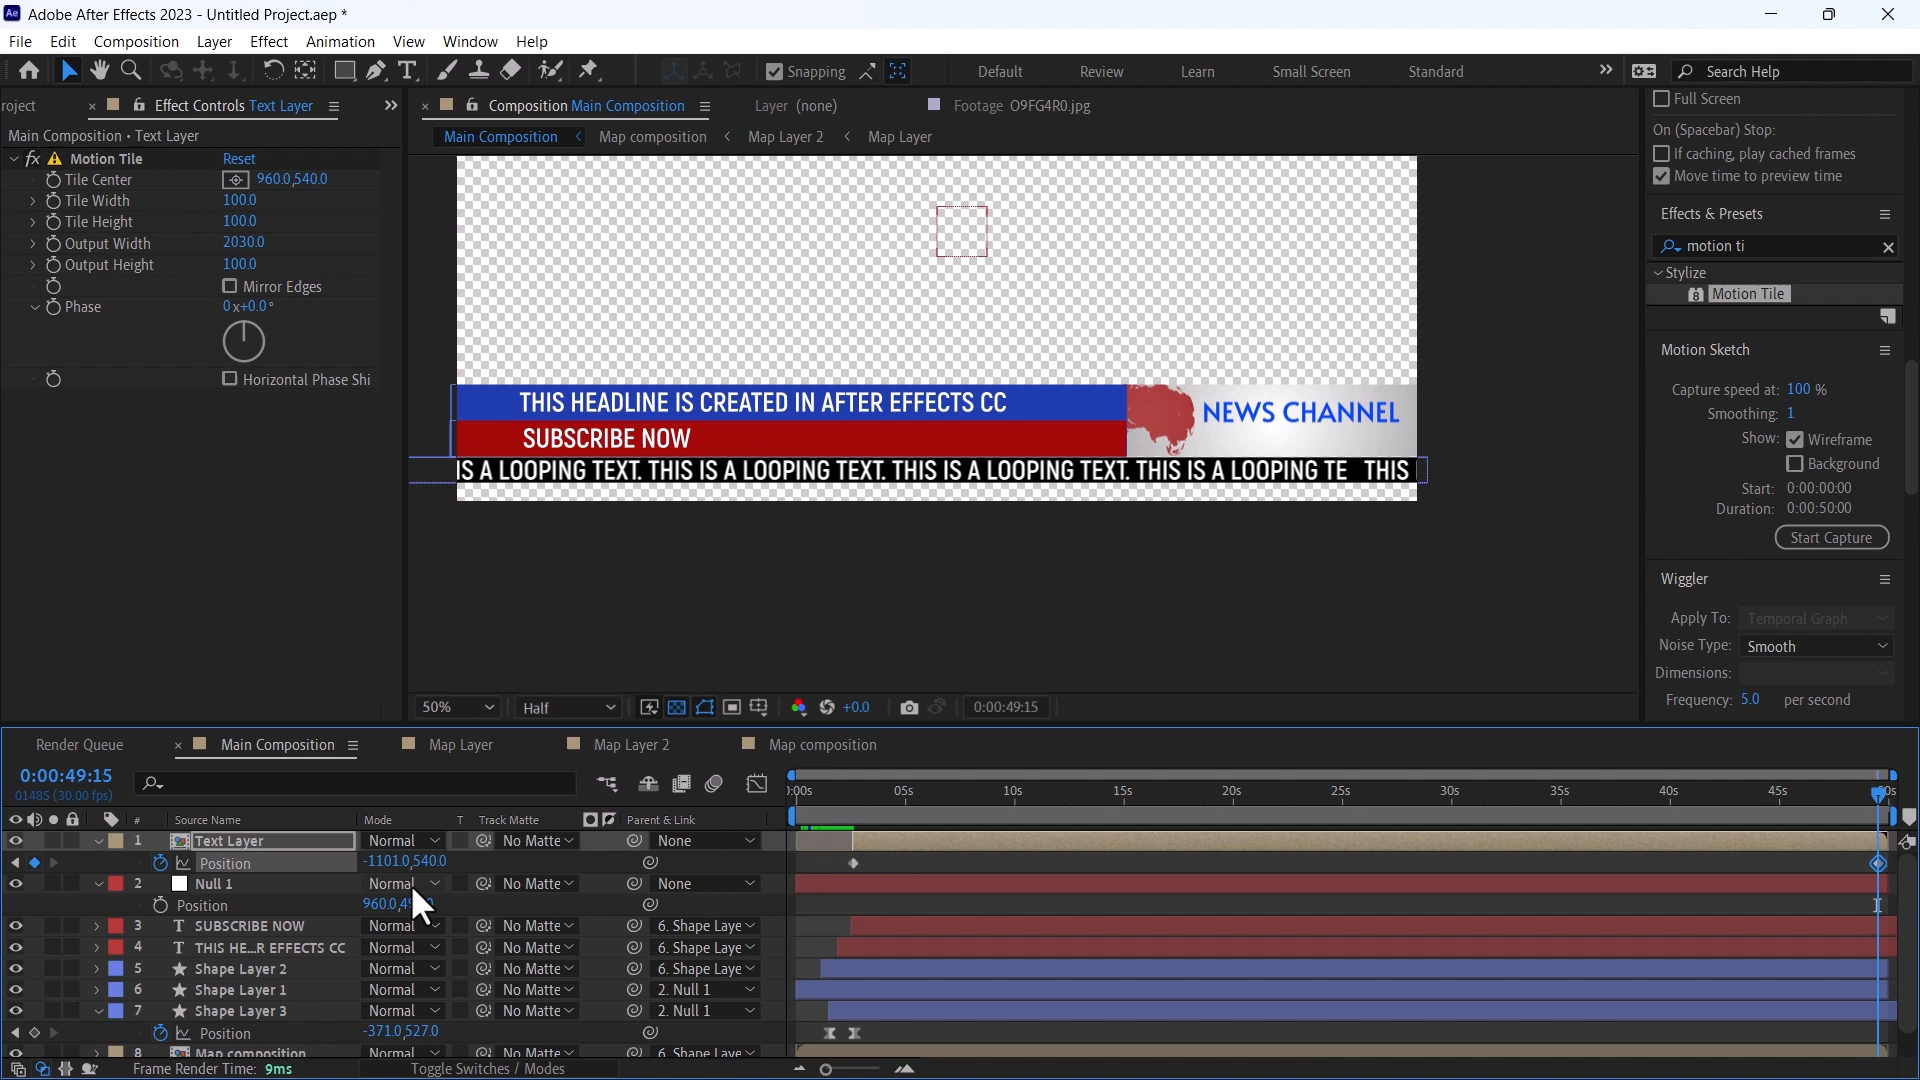 Adobe After Effects 2023 - Untitled Project.aep *
File Edit Composition Layer Effect Animation View Window Help
Snapping Default Review Learn Small Screen Standard Search Help
roject Effect Controls Text Layer
Composition Main Composition Layer (none) Footage O9FG4R0.jpg
Main Composition • Text Layer
Main Composition Map composition Map Layer 2 Map Layer
fx Motion Tile Reset
Tile Center 960.0,540.0
Tile Width 100.0
Tile Height 100.0
Output Width 2030.0
Output Height 100.0
Mirror Edges
Phase 0x+0.0°
Horizontal Phase Shi
THIS HEADLINE IS CREATED IN AFTER EFFECTS CC
SUBSCRIBE NOW
NEWS CHANNEL
IS A LOOPING TEXT. THIS IS A LOOPING TEXT. THIS IS A LOOPING TEXT. THIS IS A LOOPING TE THIS
50% Half +0.0 0:00:49:15
Full Screen
On (Spacebar) Stop:
If caching, play cached frames
Move time to preview time
Effects & Presets
motion ti
Stylize
Motion Tile
Motion Sketch
Capture speed at: 100 %
Smoothing: 1
Show: Wireframe
Background
Start: 0:00:00:00
Duration: 0:00:50:00
Start Capture
Wiggler
Apply To: Temporal Graph
Noise Type: Smooth
Dimensions:
Frequency: 5.0 per second
Render Queue Main Composition Map Layer Map Layer 2 Map composition
0:00:49:15
01485 (30.00 fps)
):00s 05s 10s 15s 20s 25s 30s 35s 40s 45s
# Source Name Mode T Track Matte Parent & Link
1 Text Layer Normal No Matte None
Position -1101.0,540.0
2 Null 1 Normal No Matte None
Position 960.0,
3 T SUBSCRIBE NOW Normal No Matte 6. Shape Laye
4 T THIS HE...R EFFECTS CC Normal No Matte 6. Shape Laye
5 Shape Layer 2 Normal No Matte 6. Shape Laye
6 Shape Layer 1 Normal No Matte 2. Null 1
7 Shape Layer 3 Normal No Matte 2. Null 1
Position -371.0,527.0
8 Map composition Normal No Matte 6. Shape Laye
Frame Render Time: 9ms Toggle Switches / Modes